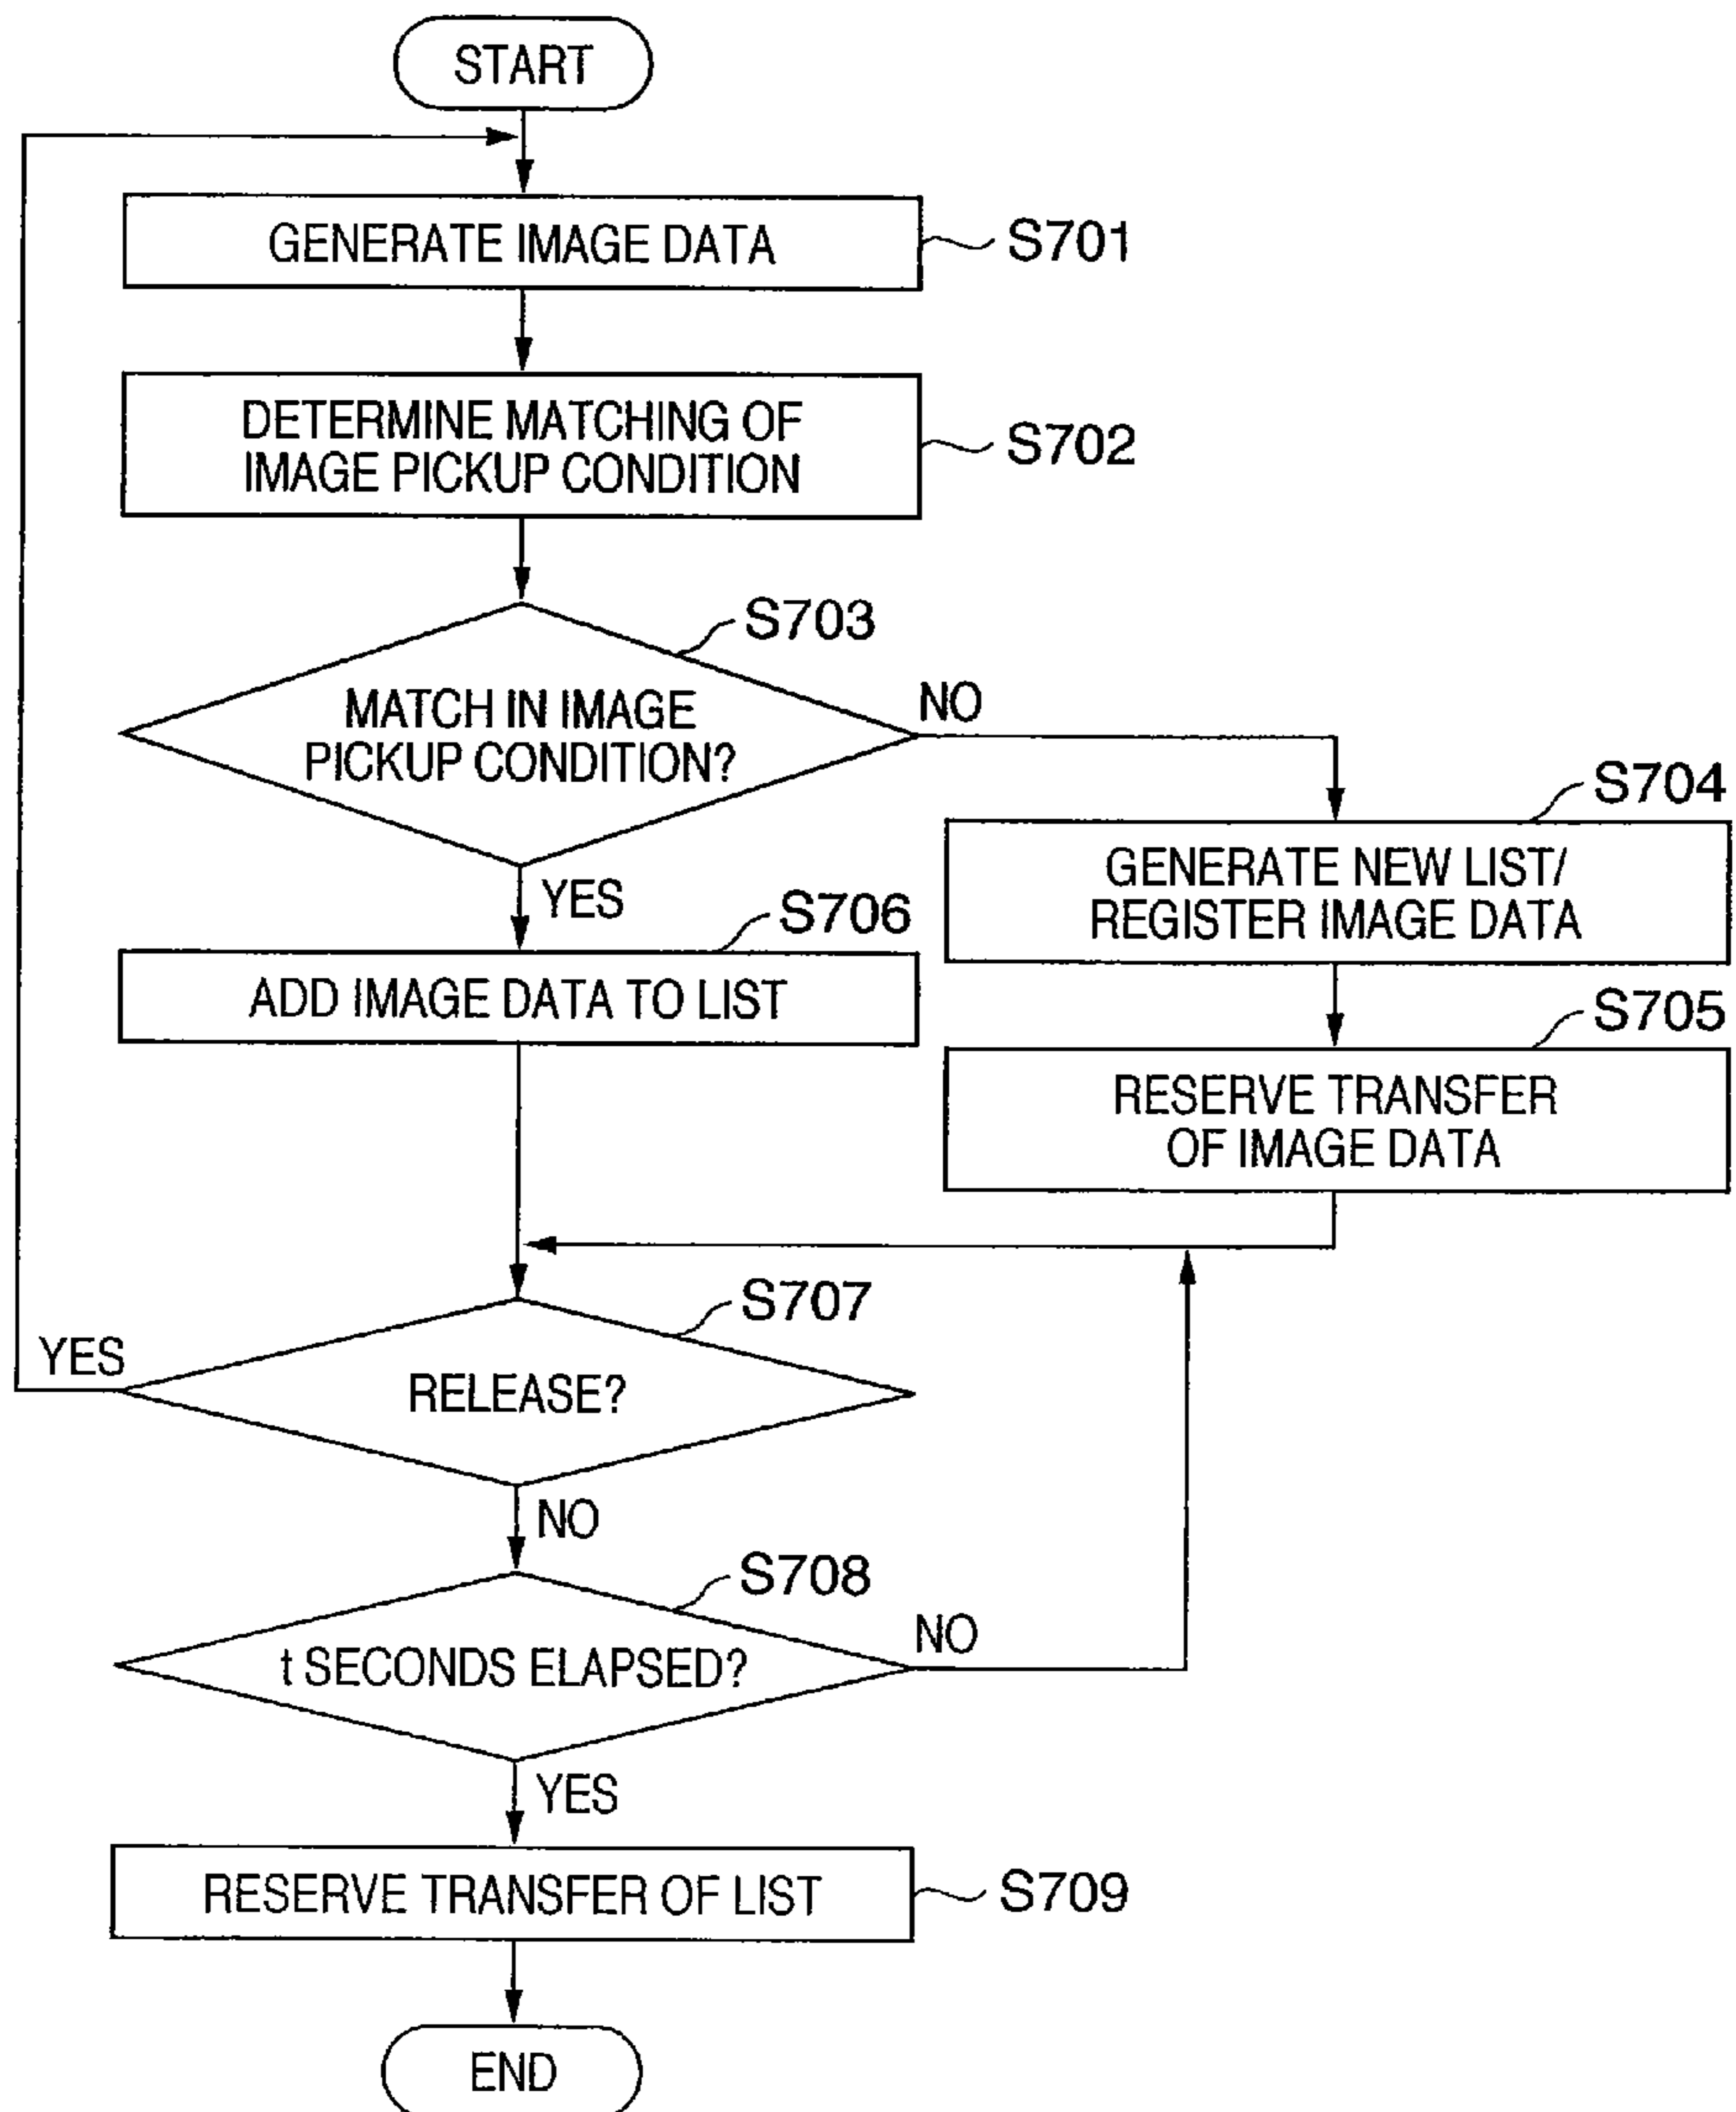 START
GENERATE IMAGE DATA
S701
DETERMINE MATCHING OF
IMAGE PICKUP CONDITION
S702
S703
MATCH IN IMAGE
PICKUP CONDITION?
NO
YES
S704
GENERATE NEW LIST/
REGISTER IMAGE DATA
S706
ADD IMAGE DATA TO LIST
S705
RESERVE TRANSFER
OF IMAGE DATA
S707
YES
RELEASE?
NO
S708
t SECONDS ELAPSED?
NO
YES
RESERVE TRANSFER OF LIST
S709
END